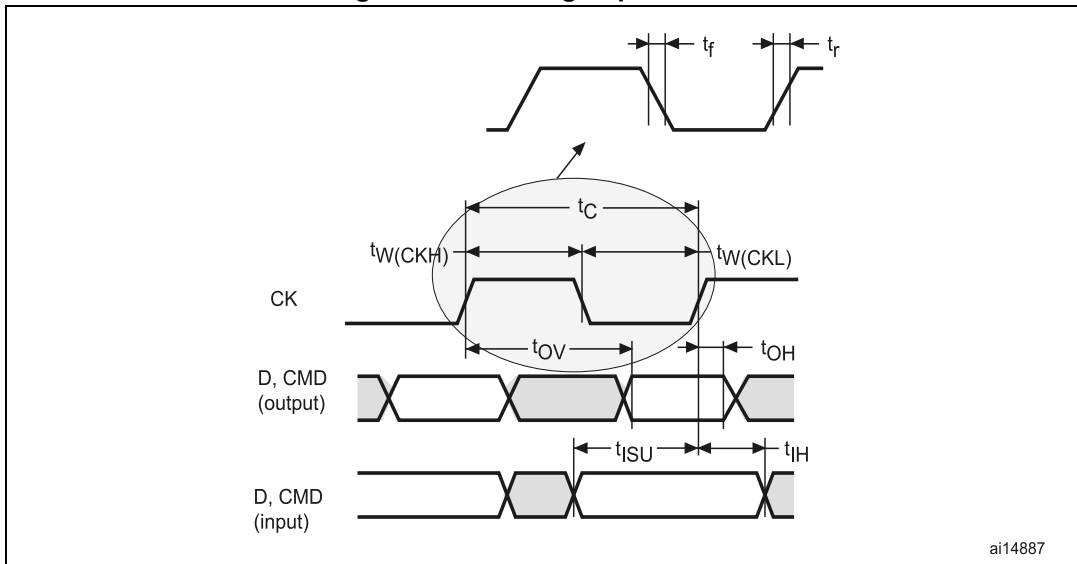 tf
tr
tC
tW(CKH)
tW(CKL)
CK
tOV
tOH
D, CMD
(output)
tISU
tIH
D, CMD
(input)
ai14887